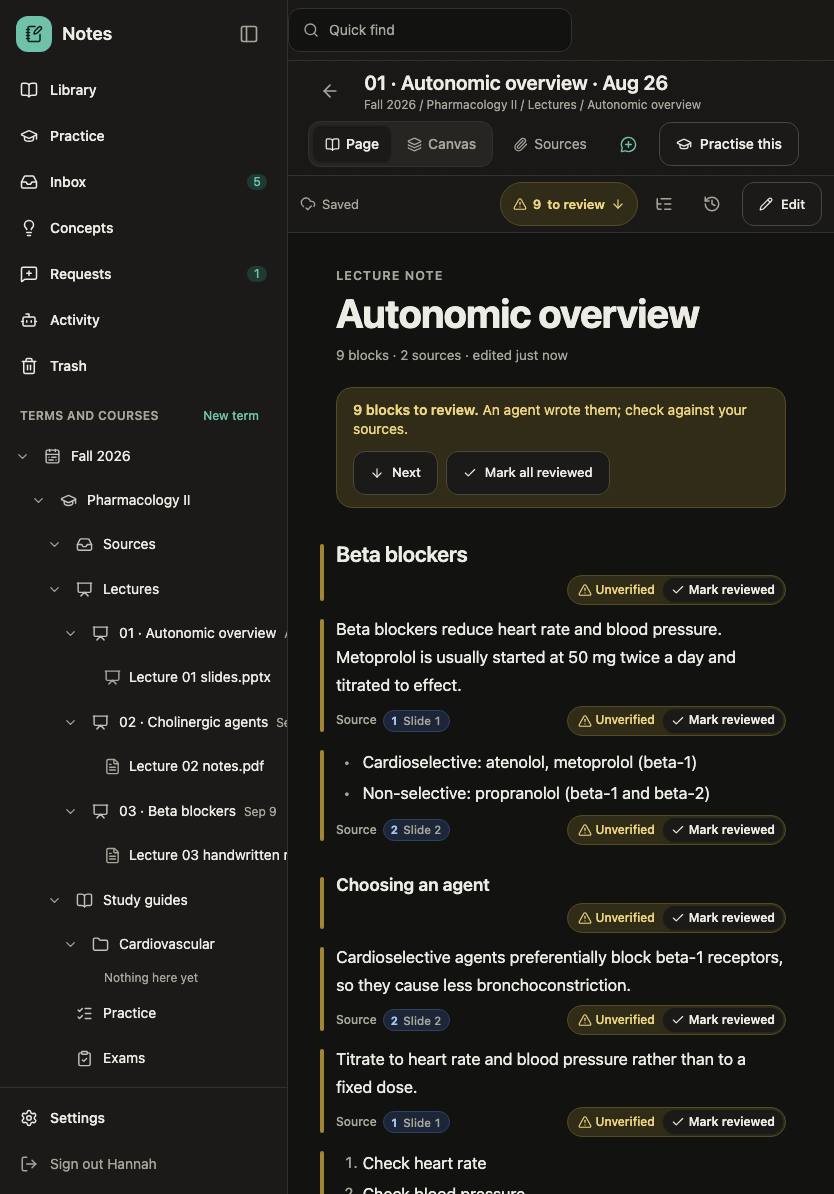 Notes
Library
Practice
Inbox 5
Concepts
Requests 1
Activity
Trash
TERMS AND COURSES New term
Fall 2026
Pharmacology II
Sources
Lectures
01 · Autonomic overview
Lecture 01 slides.pptx
02 · Cholinergic agents
Lecture 02 notes.pdf
03 · Beta blockers Sep 9
Lecture 03 handwritten
Study guides
Cardiovascular
Nothing here yet
Practice
Exams
Settings
Sign out Hannah
Quick find
01 · Autonomic overview · Aug 26
Fall 2026 / Pharmacology II / Lectures / Autonomic overview
Page Canvas Sources Practise this
Saved 9 to review Edit
LECTURE NOTE
Autonomic overview
9 blocks · 2 sources · edited just now
9 blocks to review. An agent wrote them; check against your
sources.
Next Mark all reviewed
Beta blockers
Unverified Mark reviewed
Beta blockers reduce heart rate and blood pressure.
Metoprolol is usually started at 50 mg twice a day and
titrated to effect.
Source 1 Slide 1 Unverified Mark reviewed
• Cardioselective: atenolol, metoprolol (beta-1)
• Non-selective: propranolol (beta-1 and beta-2)
Source 2 Slide 2 Unverified Mark reviewed
Choosing an agent
Unverified Mark reviewed
Cardioselective agents preferentially block beta-1 receptors,
so they cause less bronchoconstriction.
Source 2 Slide 2 Unverified Mark reviewed
Titrate to heart rate and blood pressure rather than to a
fixed dose.
Source 1 Slide 1 Unverified Mark reviewed
1. Check heart rate
2. Check blood pressure